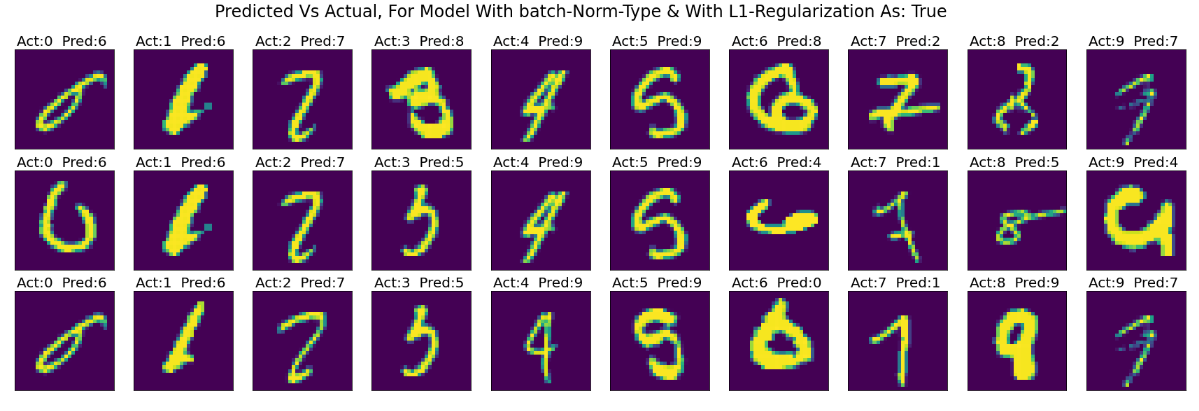 Predicted Vs Actual, For Model With batch-Norm-Type & With L1-Regularization As: True
Act:0 Pred:6 Act:1 Pred:6 Act:2 Pred:7 Act:3 Pred:8 Act:4 Pred:9 Act:5 Pred:9 Act:6 Pred:8 Act:7 Pred:2 Act:8 Pred:2 Act:9 Pred:7
Act:0 Pred:6 Act:1 Pred:6 Act:2 Pred:7 Act:3 Pred:5 Act:4 Pred:9 Act:5 Pred:9 Act:6 Pred:4 Act:7 Pred:1 Act:8 Pred:5 Act:9 Pred:4
Act:0 Pred:6 Act:1 Pred:6 Act:2 Pred:7 Act:3 Pred:5 Act:4 Pred:9 Act:5 Pred:9 Act:6 Pred:0 Act:7 Pred:1 Act:8 Pred:9 Act:9 Pred:7